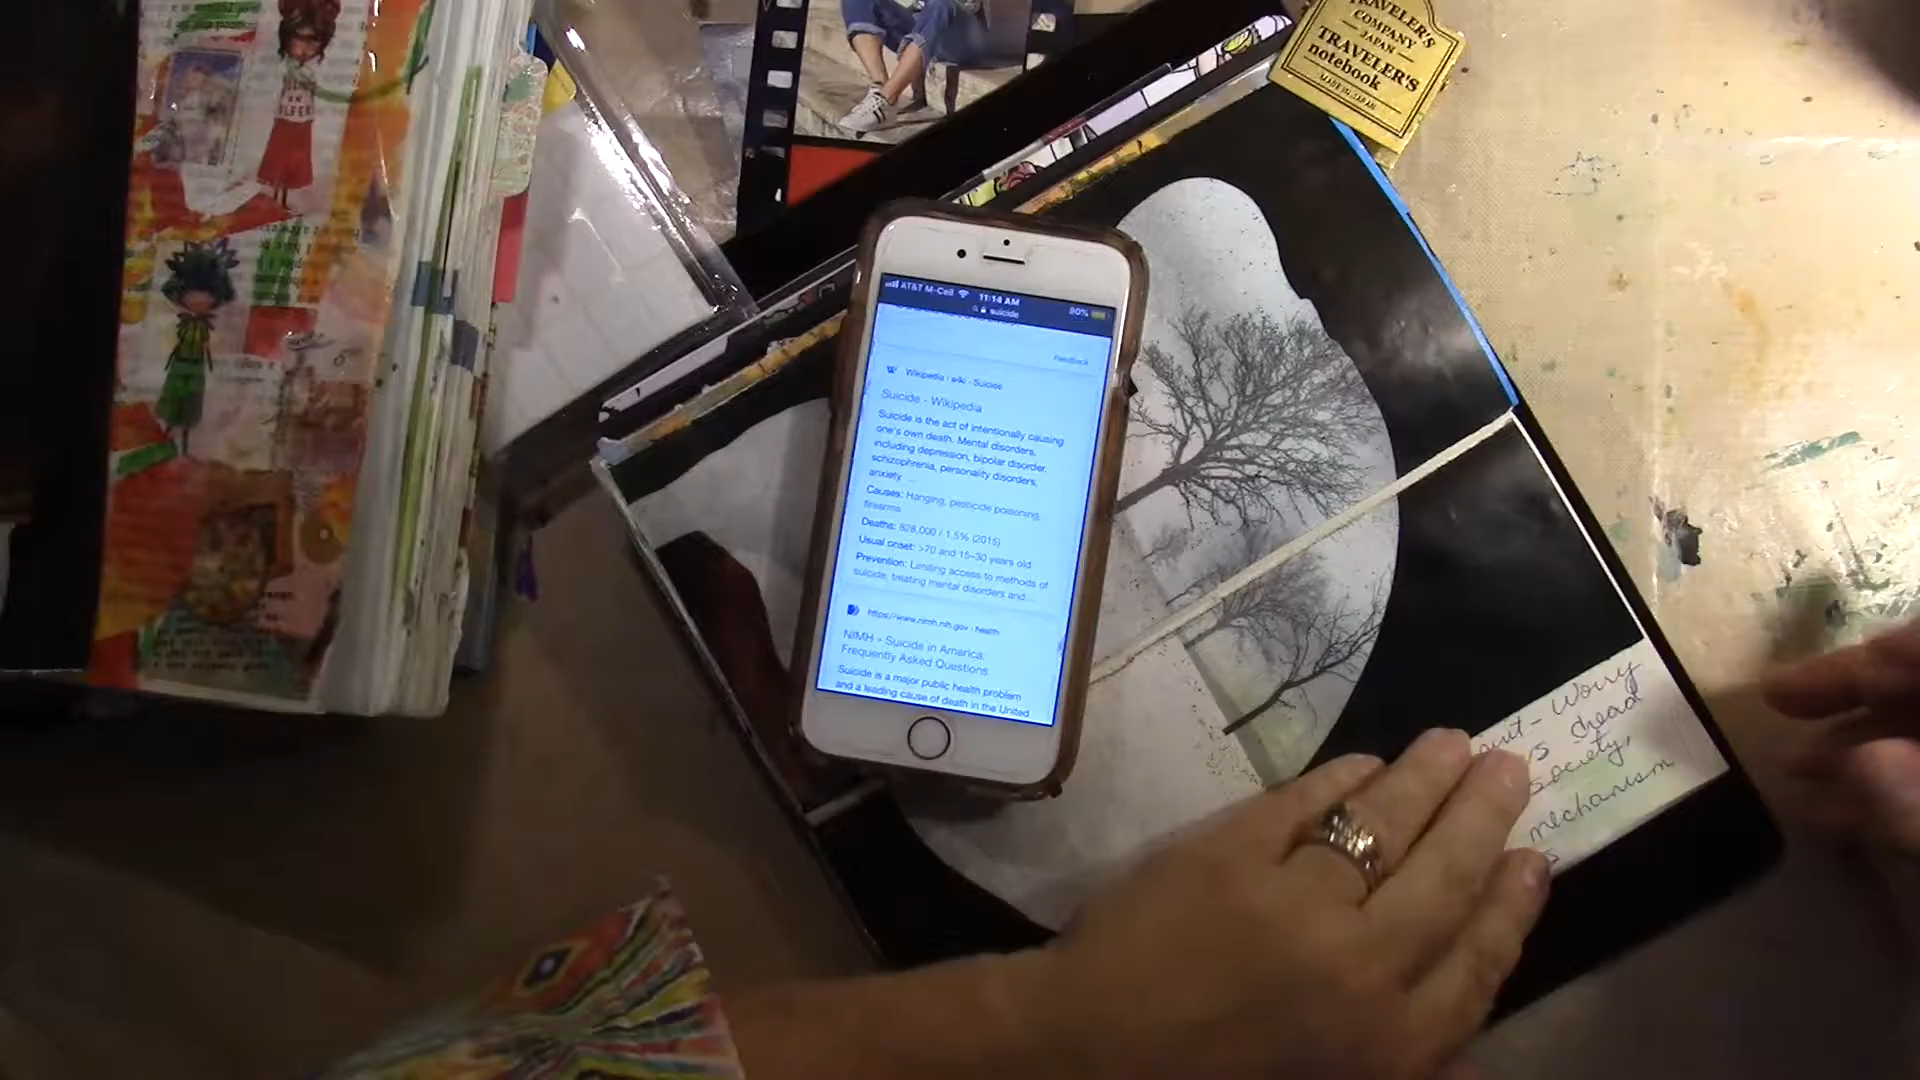 TRAVELER'S
COMPANY
JAPAN
TRAVELER'S
notebook
MADE IN JAPAN
AT&T M-Cell 11:14 AM 90%
suicide
Feedback
Wikipedia › wiki › Suicide
Suicide - Wikipedia
Suicide is the act of intentionally causing
one's own death. Mental disorders,
including depression, bipolar disorder,
schizophrenia, personality disorders,
anxiety ...
Causes: Hanging, pesticide poisoning,
firearms
Deaths: 828,000 / 1.5% (2015)
Usual onset: >70 and 15–30 years old
Prevention: Limiting access to methods of
suicide, treating mental disorders and...
https://www.nimh.nih.gov › health
NIMH » Suicide in America:
Frequently Asked Questions
Suicide is a major public health problem
and a leading cause of death in the United
Worry
dread
society,
mechanism